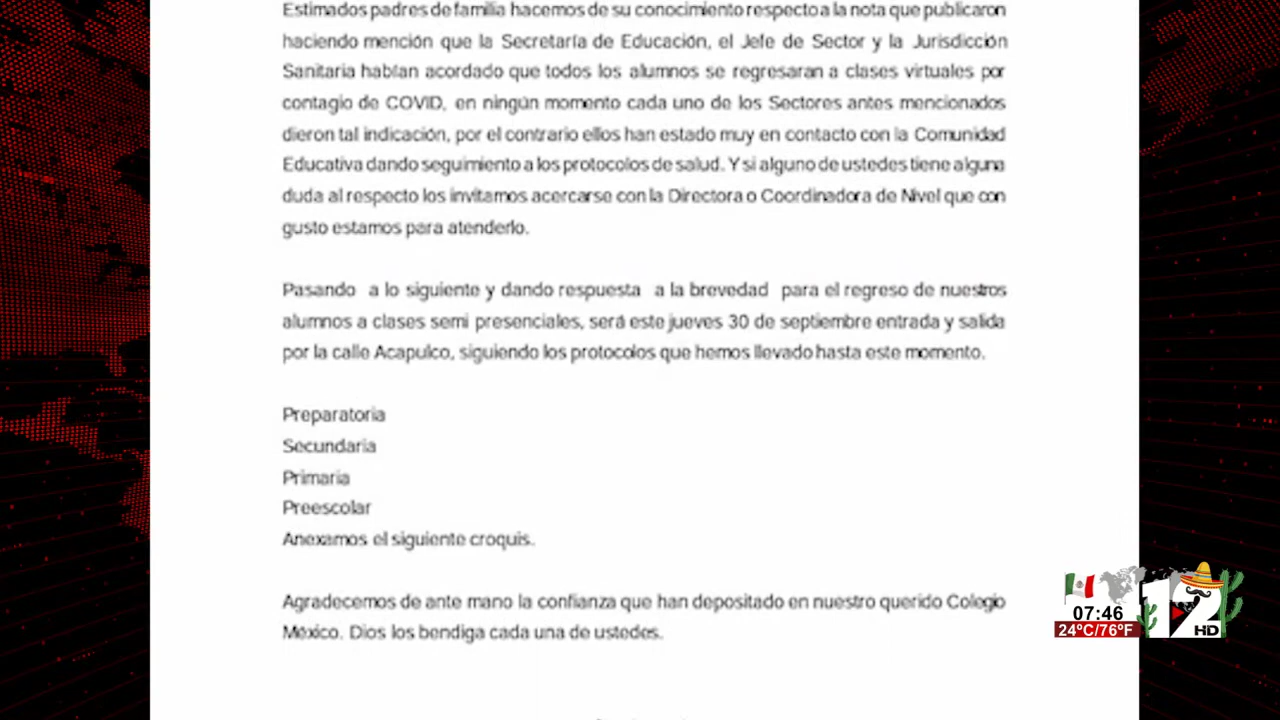 Estimados padres de familia hacemos de su conocimiento respecto a la nota que publicaron
haciendo mención que la Secretaría de Educación, el Jefe de Sector y la Jurisdicción
Sanitaria habían acordado que todos los alumnos se regresaran a clases virtuales por
contagio de COVID, en ningún momento cada uno de los Sectores antes mencionados
dieron tal indicación, por el contrario ellos han estado muy en contacto con la Comunidad
Educativa dando seguimiento a los protocolos de salud. Y si alguno de ustedes tiene alguna
duda al respecto los invitamos acercarse con la Directora o Coordinadora de Nivel que con
gusto estamos para atenderlo.
Pasando a lo siguiente y dando respuesta a la brevedad para el regreso de nuestros
alumnos a clases semi presenciales, será este jueves 30 de septiembre entrada y salida
por la calle Acapulco, siguiendo los protocolos que hemos llevado hasta este momento.
Preparatoria
Secundaria
Primaria
Preescolar
Anexamos el siguiente croquis.
Agradecemos de ante mano la confianza que han depositado en nuestro querido Colegio
México. Dios los bendiga cada una de ustedes.
07:46
24°C/76°F
12
HD